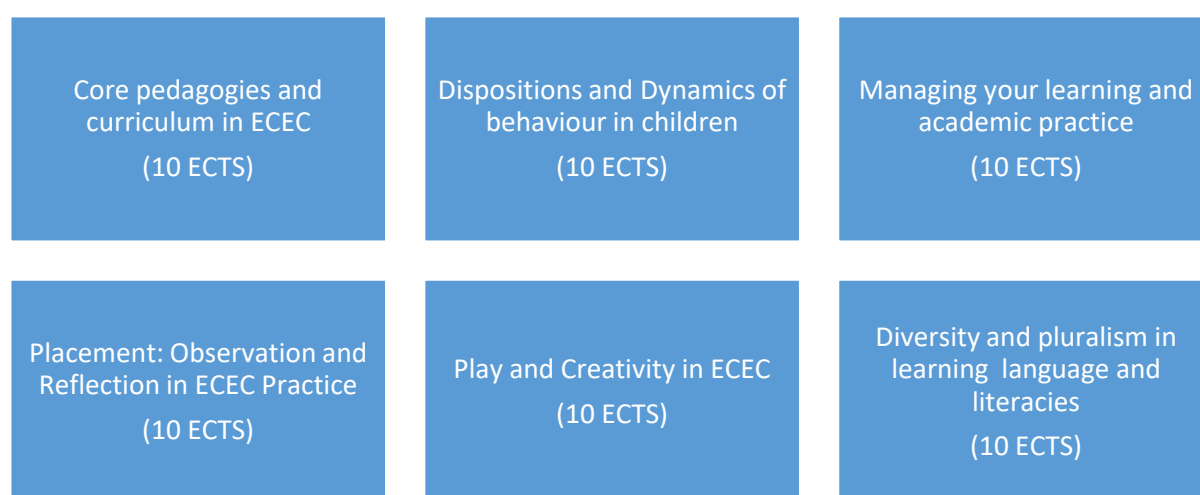 Core pedagogies and
curriculum in ECEC
(10 ECTS)
Dispositions and Dynamics of
behaviour in children
(10 ECTS)
Managing your learning and
academic practice
(10 ECTS)
Placement: Observation and
Reflection in ECEC Practice
(10 ECTS)
Play and Creativity in ECEC
(10 ECTS)
Diversity and pluralism in
learning  language and
literacies
(10 ECTS)